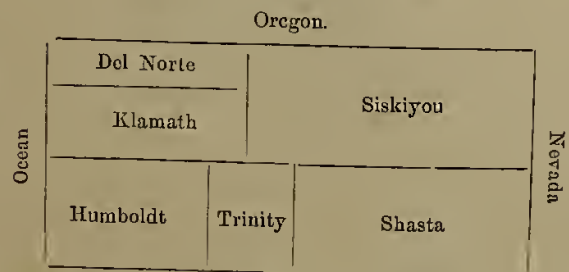 Oregon.
Del Norte
Siskiyou
Klamath
Ocean
Nevada
Humboldt Trinity Shasta